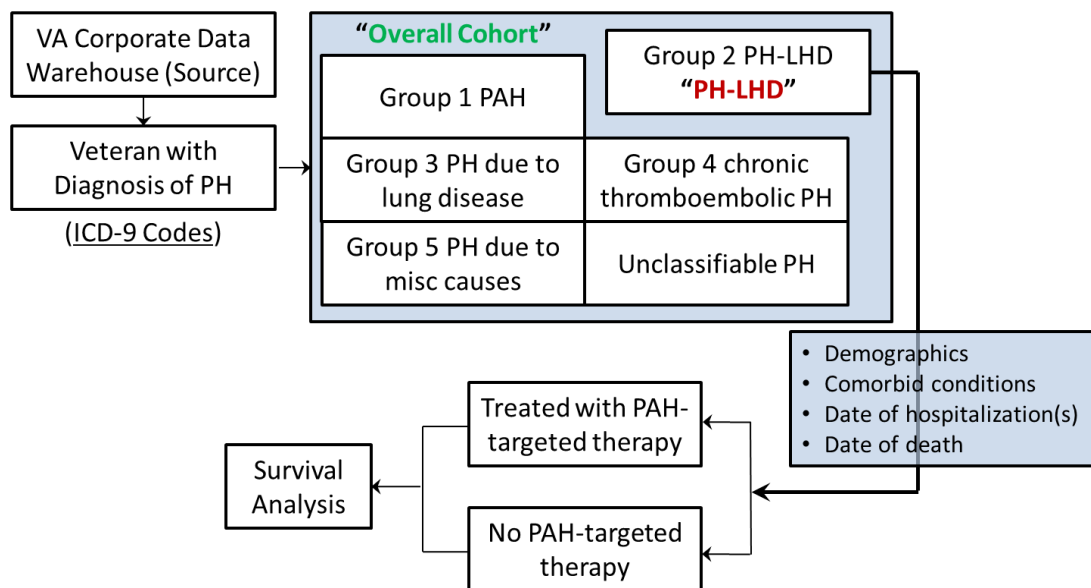 VA Corporate Data
Warehouse (Source)
Veteran with
Diagnosis of PH
(ICD-9 Codes)
“Overall Cohort”
Group 1 PAH
Group 2 PH-LHD
“PH-LHD”
Group 3 PH due to
lung disease
Group 4 chronic
thromboembolic PH
Group 5 PH due to
misc causes
Unclassifiable PH
• Demographics
• Comorbid conditions
• Date of hospitalization(s)
• Date of death
Treated with PAH-
targeted therapy
No PAH-targeted
therapy
Survival
Analysis